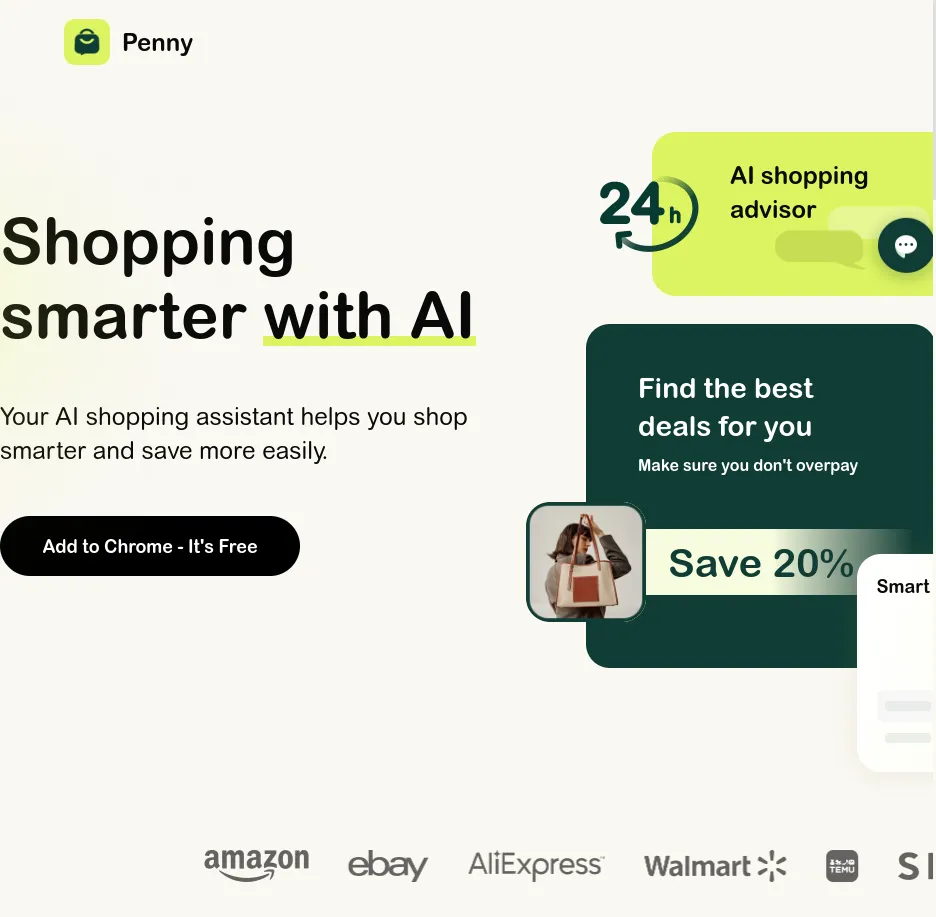 Penny
Shopping
smarter with AI
Your AI shopping assistant helps you shop
smarter and save more easily.
Add to Chrome - It's Free
24h
AI shopping
advisor
Find the best
deals for you
Make sure you don't overpay
Save 20%
Smart
amazon
ebay
AliExpress
Walmart
TEMU